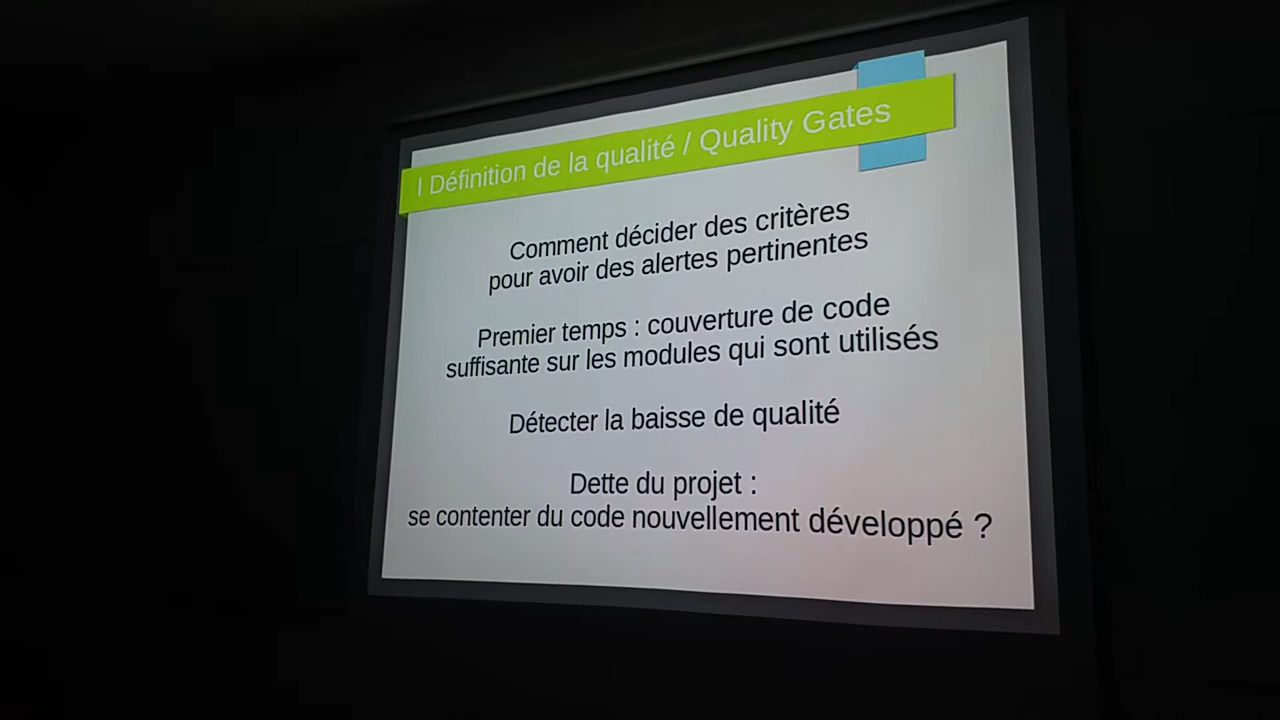 I Définition de la qualité / Quality Gates
Comment décider des critères
pour avoir des alertes pertinentes
Premier temps : couverture de code
suffisante sur les modules qui sont utilisés
Détecter la baisse de qualité
Dette du projet :
se contenter du code nouvellement développé ?